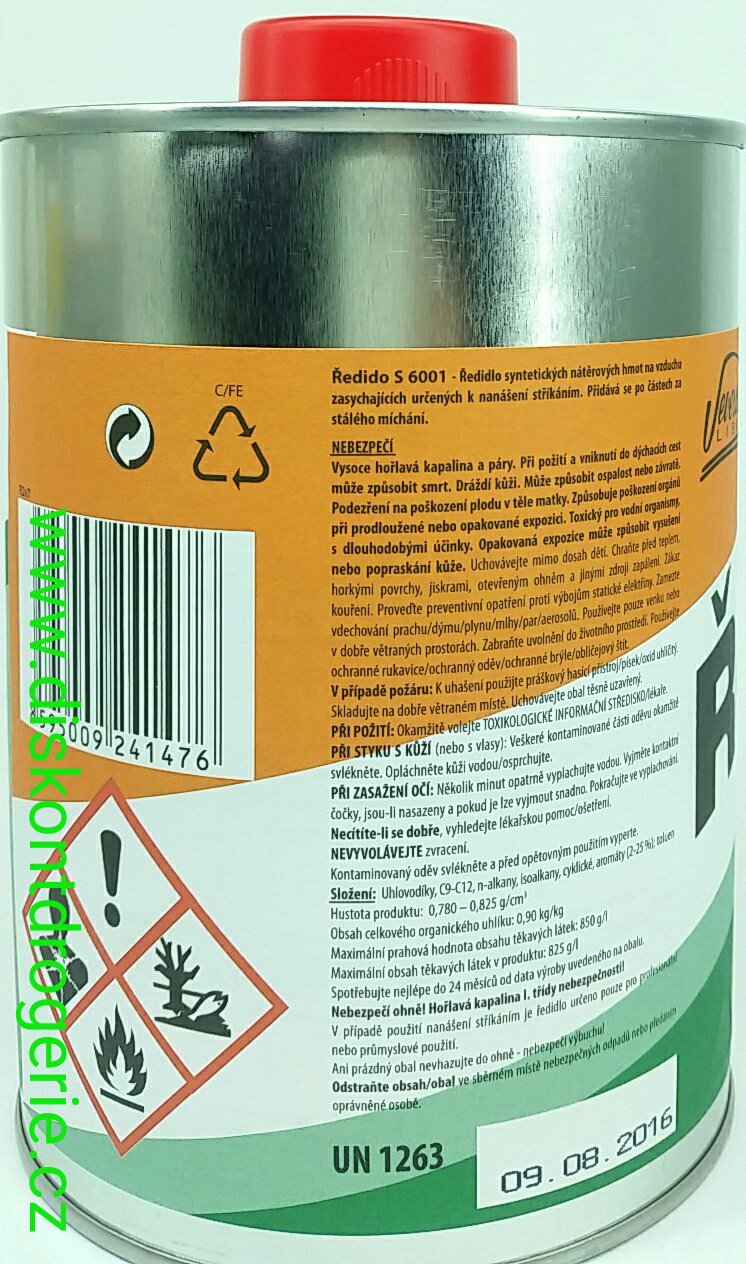 C/FE
Ředido S 6001 - Ředidlo syntetických nátěrových hmot na vzduchu
zasychajících určených k nanášení stříkáním. Přidává se po částech za
stálého míchání.
NEBEZPEČÍ
Vysoce hořlavá kapalina a páry. Při požití a vniknutí do dýchacích cest
může způsobit smrt. Dráždí kůži. Může způsobit ospalost nebo závratě.
Podezření na poškození plodu v těle matky. Způsobuje poškození orgánů
při prodloužené nebo opakované expozici. Toxický pro vodní organismy,
s dlouhodobými účinky. Opakovaná expozice může způsobit vysušení
nebo popraskání kůže. Uchovávejte mimo dosah dětí. Chraňte před teplem,
horkými povrchy, jiskrami, otevřeným ohněm a jinými zdroji zapálení. Zákaz
kouření. Proveďte preventivní opatření proti výbojům statické elektřiny. Zamezte
vdechování prachu/dýmu/plynu/mlhy/par/aerosolů. Používejte pouze venku nebo
v dobře větraných prostorách. Zabraňte uvolnění do životního prostředí. Používejte
ochranné rukavice/ochranný oděv/ochranné brýle/obličejový štít.
V případě požáru: K uhašení použijte práškový hasicí přístroj/písek/oxid uhličitý.
Skladujte na dobře větraném místě. Uchovávejte obal těsně uzavřený.
PŘI POŽITÍ: Okamžitě volejte TOXIKOLOGICKÉ INFORMAČNÍ STŘEDISKO/lékaře.
PŘI STYKU S KŮŽÍ (nebo s vlasy): Veškeré kontaminované části oděvu okamžitě
svlékněte. Opláchněte kůži vodou/osprchujte.
PŘI ZASAŽENÍ OČÍ: Několik minut opatrně vyplachujte vodou. Vyjměte kontaktní
čočky, jsou-li nasazeny a pokud je lze vyjmout snadno. Pokračujte ve vyplachování.
Necítíte-li se dobře, vyhledejte lékařskou pomoc/ošetření.
NEVYVOLÁVEJTE zvracení.
Kontaminovaný oděv svlékněte a před opětovným použitím vyperte.
Složení: Uhlovodíky, C9-C12, n-alkany, isoalkany, cyklické, aromáty (2-25 %); toluen
Hustota produktu: 0,780 – 0,825 g/cm³
Obsah celkového organického uhlíku: 0,90 kg/kg
Maximální prahová hodnota obsahu těkavých látek: 850 g/l
Maximální obsah těkavých látek v produktu: 825 g/l
Spotřebujte nejlépe do 24 měsíců od data výroby uvedeného na obalu.
Nebezpečí ohně! Hořlavá kapalina I. třídy nebezpečnosti!
V případě použití nanášení stříkáním je ředidlo určeno pouze pro profesionální
nebo průmyslové použití.
Ani prázdný obal nevhazujte do ohně - nebezpečí výbuchu!
Odstraňte obsah/obal ve sběrném místě nebezpečných odpadů nebo předáním
oprávněné osobě.
UN 1263
09.08.2016
8 595009 241476
Ř
www.diskontdrogerie.cz